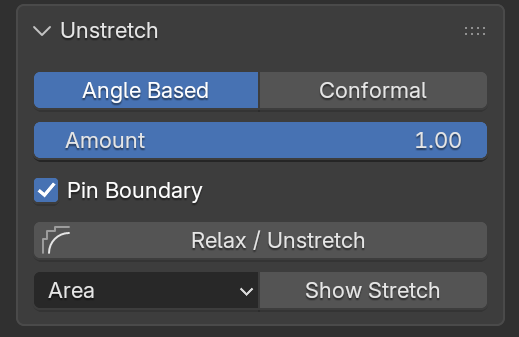 Unstretch
Angle Based Conformal
Amount 1.00
Pin Boundary
Relax / Unstretch
Area Show Stretch